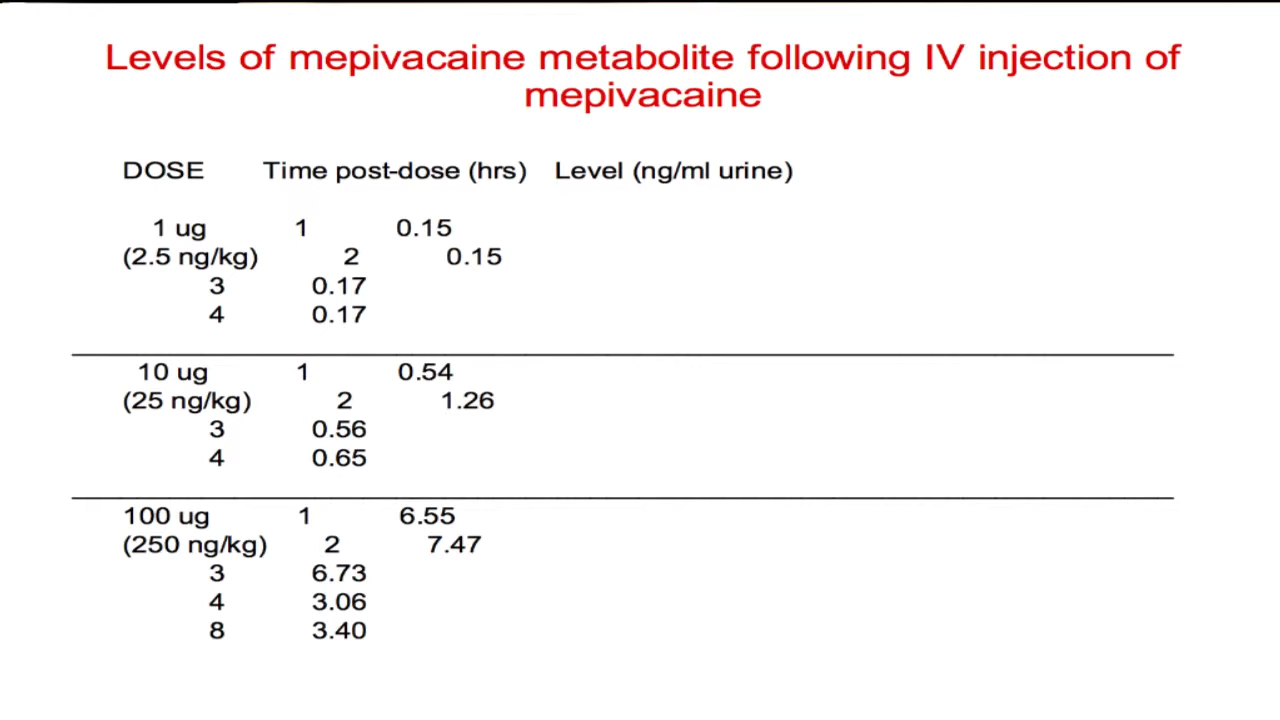 Levels of mepivacaine metabolite following IV injection of
mepivacaine
DOSE Time post-dose (hrs) Level (ng/ml urine)
1 ug 1 0.15
(2.5 ng/kg) 2 0.15
3 0.17
4 0.17
10 ug 1 0.54
(25 ng/kg) 2 1.26
3 0.56
4 0.65
100 ug 1 6.55
(250 ng/kg) 2 7.47
3 6.73
4 3.06
8 3.40